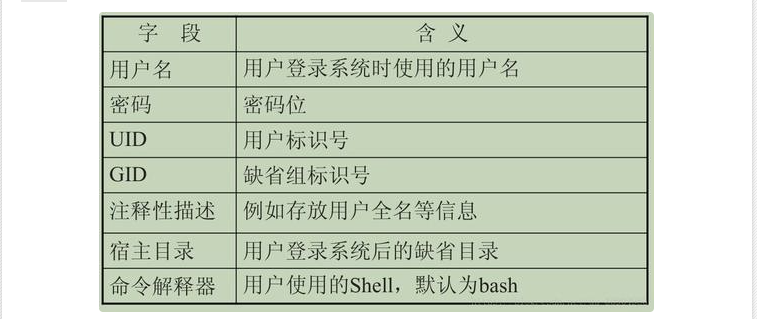 字 段 含 义
用户名 用户登录系统时使用的用户名
密码 密码位
UID 用户标识号
GID 缺省组标识号
注释性描述 例如存放用户全名等信息
宿主目录 用户登录系统后的缺省目录
命令解释器 用户使用的Shell，默认为bash